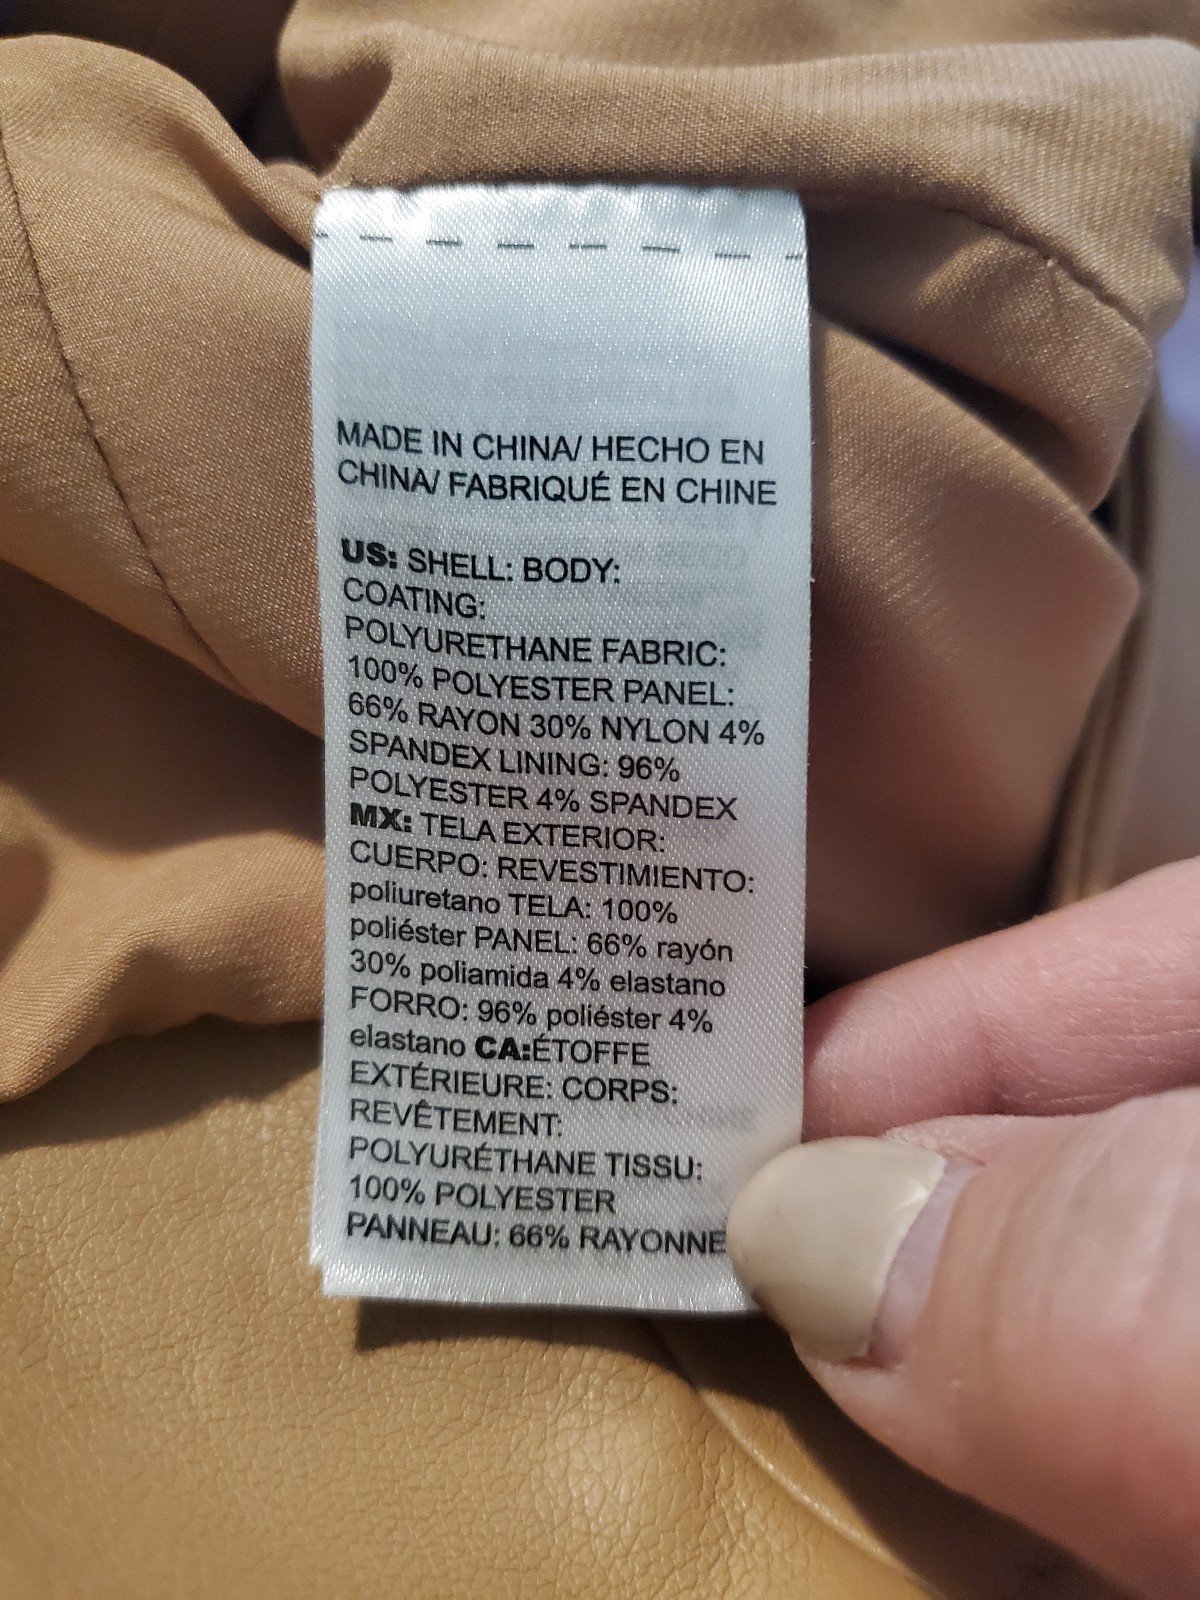 MADE IN CHINA/ HECHO EN
CHINA/ FABRIQUÉ EN CHINE
US: SHELL: BODY:
COATING:
POLYURETHANE FABRIC:
100% POLYESTER PANEL:
66% RAYON 30% NYLON 4%
SPANDEX LINING: 96%
POLYESTER 4% SPANDEX
MX: TELA EXTERIOR:
CUERPO: REVESTIMIENTO:
poliuretano TELA: 100%
poliéster PANEL: 66% rayón
30% poliamida 4% elastano
FORRO: 96% poliéster 4%
elastano CA:ÉTOFFE
EXTÉRIEURE: CORPS:
REVÊTEMENT:
POLYURÉTHANE TISSU:
100% POLYESTER
PANNEAU: 66% RAYONNE